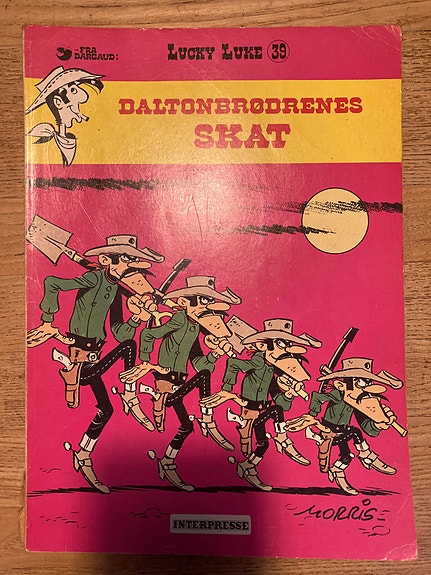 FRA
DARGAUD:
LUCKY LUKE 39
DALTONBRØDRENES
SKAT
MORRIS
INTERPRESSE